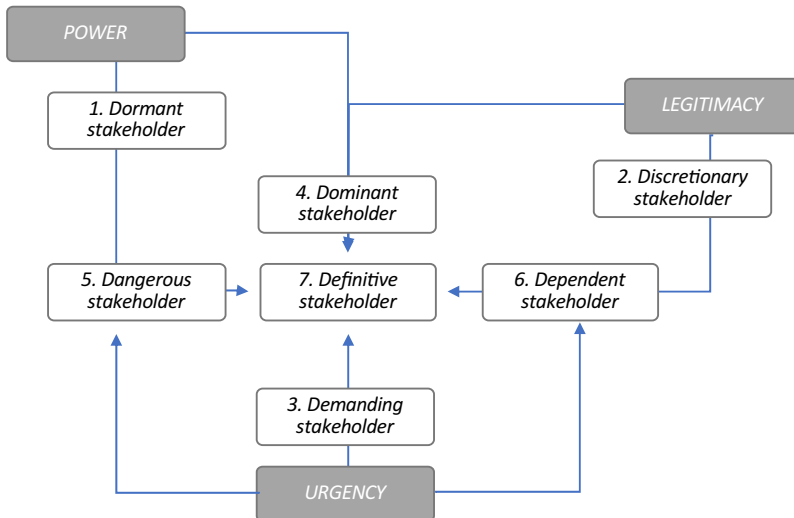 POWER
1. Dormant
stakeholder
LEGITIMACY
2. Discretionary
stakeholder
4. Dominant
stakeholder
5. Dangerous
stakeholder
7. Definitive
stakeholder
6. Dependent
stakeholder
3. Demanding
stakeholder
URGENCY